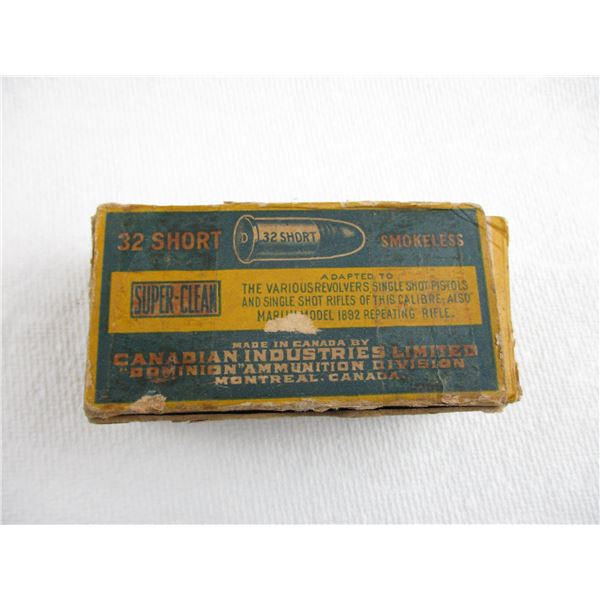 32 SHORT
D 32 SHORT
SMOKELESS
SUPER-CLEAN
ADAPTED TO
THE VARIOUS REVOLVERS SINGLE SHOT PISTOLS
AND SINGLE SHOT RIFLES OF THIS CALIBRE; ALSO
MARLIN MODEL 1892 REPEATING RIFLE.
MADE IN CANADA BY
CANADIAN INDUSTRIES LIMITED
"DOMINION" AMMUNITION DIVISION
MONTREAL, CANADA